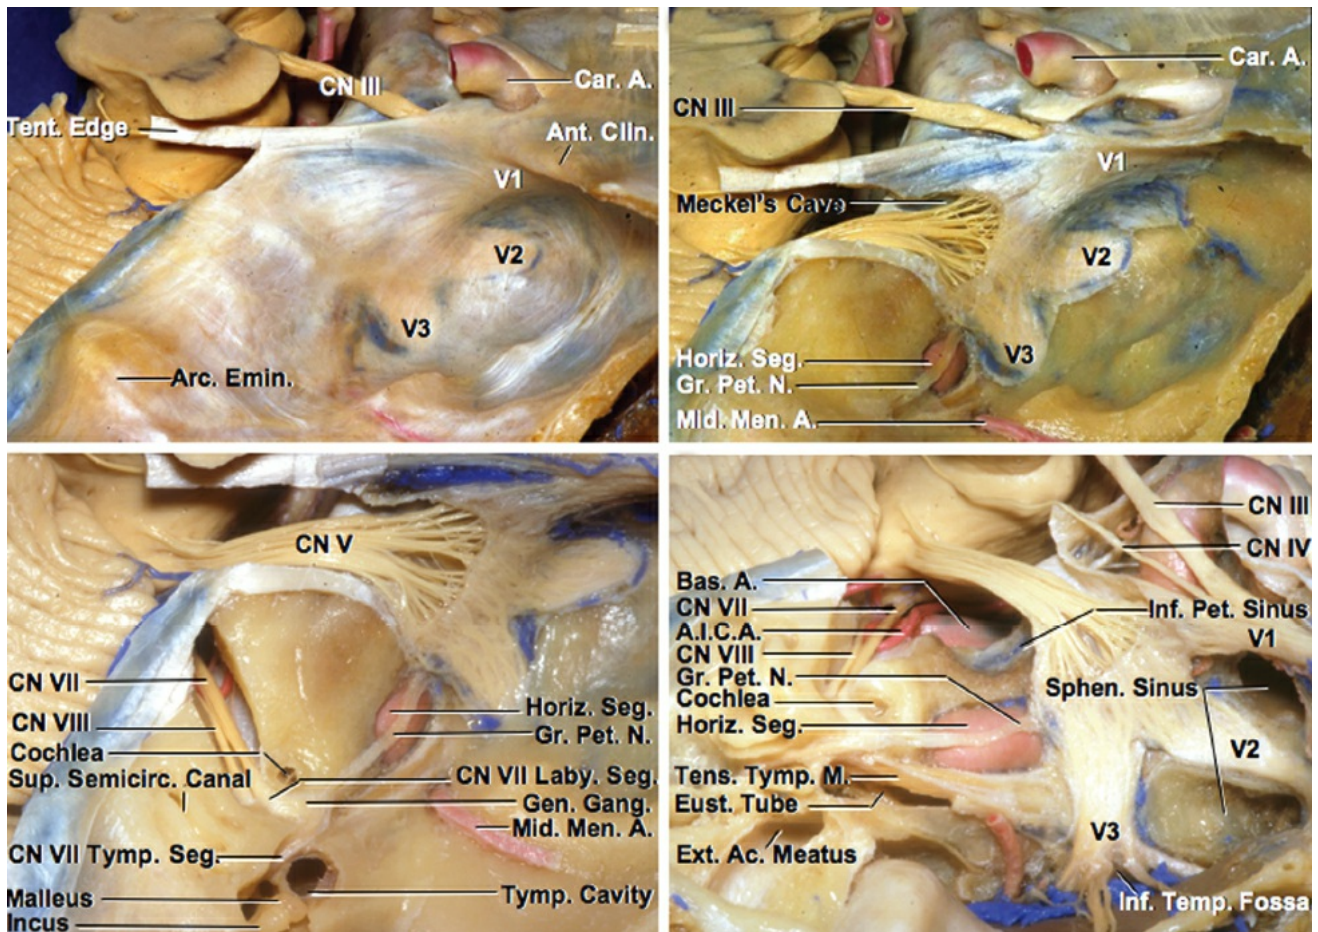 CN III
Car. A.
Tent. Edge
Ant. Clin.
V1
V2
V3
Arc. Emin.
Car. A.
CN III
V1
Meckel's Cave
V2
V3
Horiz. Seg.
Gr. Pet. N.
Mid. Men. A.
CN V
CN VII
CN VIII
Cochlea
Sup. Semicirc. Canal
CN VII Tymp. Seg.
Malleus
Incus
Horiz. Seg.
Gr. Pet. N.
CN VII Laby. Seg.
Gen. Gang.
Mid. Men. A.
Tymp. Cavity
CN III
CN IV
Bas. A.
CN VII
A.I.C.A.
CN VIII
Gr. Pet. N.
Cochlea
Horiz. Seg.
Inf. Pet. Sinus
V1
Sphen. Sinus
V2
Tens. Tymp. M.
Eust. Tube
Ext. Ac. Meatus
V3
Inf. Temp. Fossa